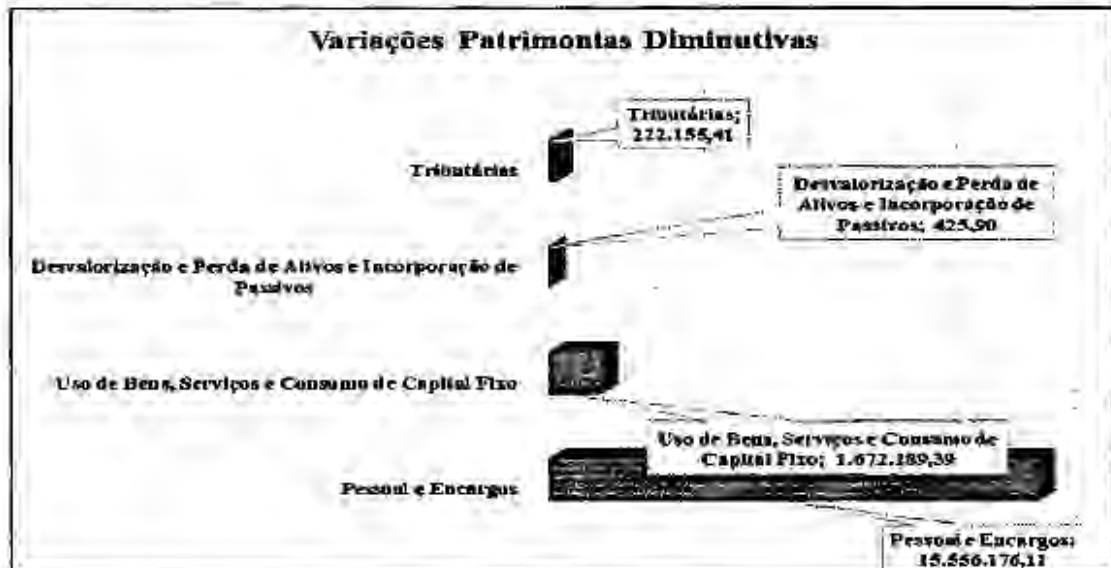 Variações Patrimontas Diminutivas
Tributárias;
222.155,41
Tributárias
Desvalorização e Perda de
Ativos e Incorporação de
Passivos; 425,90
Desvalorização e Perda de Ativos e Incorporação de
Passivos
Uso de Bens, Serviços e Consumo de Capital Fixo
Uso de Bens, Serviços e Consumo de
Capital Fixo; 1.672.189,39
Pessoal e Encargos
Pessoal e Encargos;
15.556.176,11